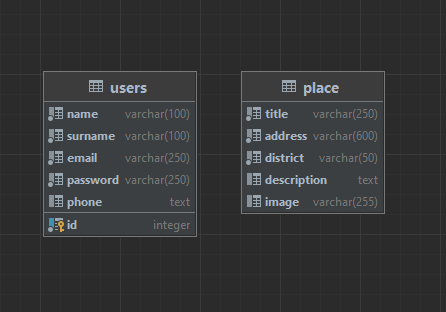 users
name varchar(100)
surname varchar(100)
email varchar(250)
password varchar(250)
phone text
id integer
place
title varchar(250)
address varchar(600)
district varchar(50)
description text
image varchar(255)